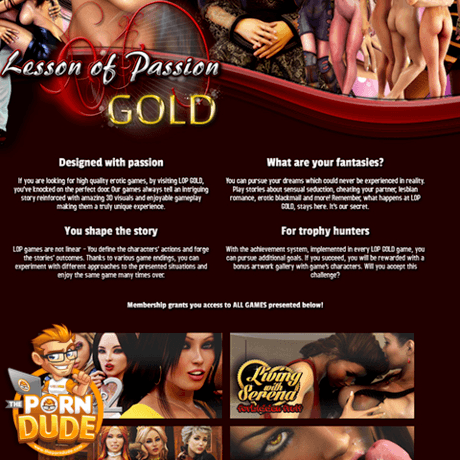 Lesson of Passion
GOLD
Designed with passion
If you are looking for high quality erotic games, by visiting LOP GOLD,
you've knocked on the perfect door. Our games always tell an intriguing
story reinforced with amazing 3D visuals and enjoyable gameplay
making them a truly unique experience.
What are your fantasies?
You can pursue your dreams which could never be experienced in reality.
Play stories about sensual seduction, cheating your partner, lesbian
romance, erotic blackmail and more! Remember, what happens at LOP
GOLD, stays here. It's our secret.
You shape the story
LOP games are not linear - You define the characters' actions and forge
the stories' outcomes. Thanks to various game endings, you can
experiment with different approaches to the presented situations and
enjoy the same game many times over.
For trophy hunters
With the achievement system, implemented in every LOP GOLD game, you
can pursue additional goals. If you succeed, you will be rewarded with a
bonus artwork gallery with game's characters. Will you accept this
challenge?
Membership grants you access to ALL GAMES presented below!
2
Living
with
Serena
THE
PORN
DUDE